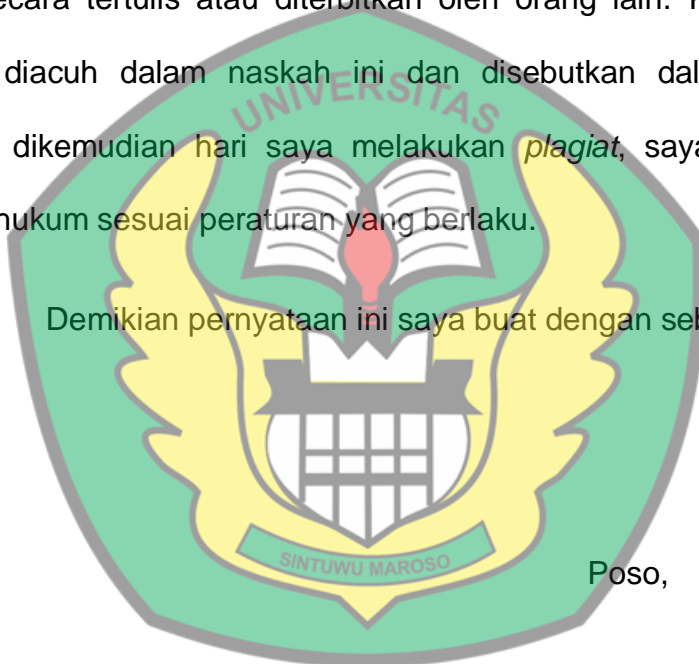 ecara tertulis atau diterbitkan oleh orang lain.
diacuh dalam naskah ini dan disebutkan dal
UNIVERSITAS
dikemudian hari saya melakukan plagiat, saya
hukum sesuai peraturan yang berlaku.
Demikian pernyataan ini saya buat dengan seb
SINTUWU MAROSO
Poso,